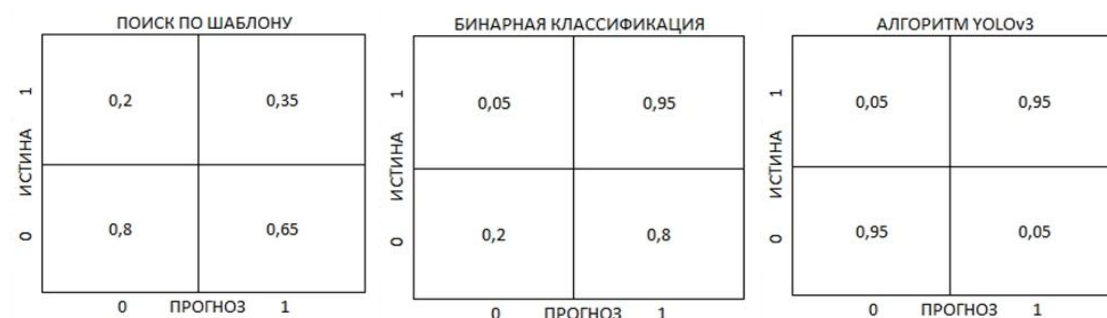 ПОИСК ПО ШАБЛОНУ
ИСТИНА 1
0,2 0,35
0
0,8 0,65
0 ПРОГНОЗ 1
БИНАРНАЯ КЛАССИФИКАЦИЯ
ИСТИНА 1
0,05 0,95
0
0,2 0,8
0 ПРОГНОЗ 1
АЛГОРИТМ YOLOv3
ИСТИНА 1
0,05 0,95
0
0,95 0,05
0 ПРОГНОЗ 1